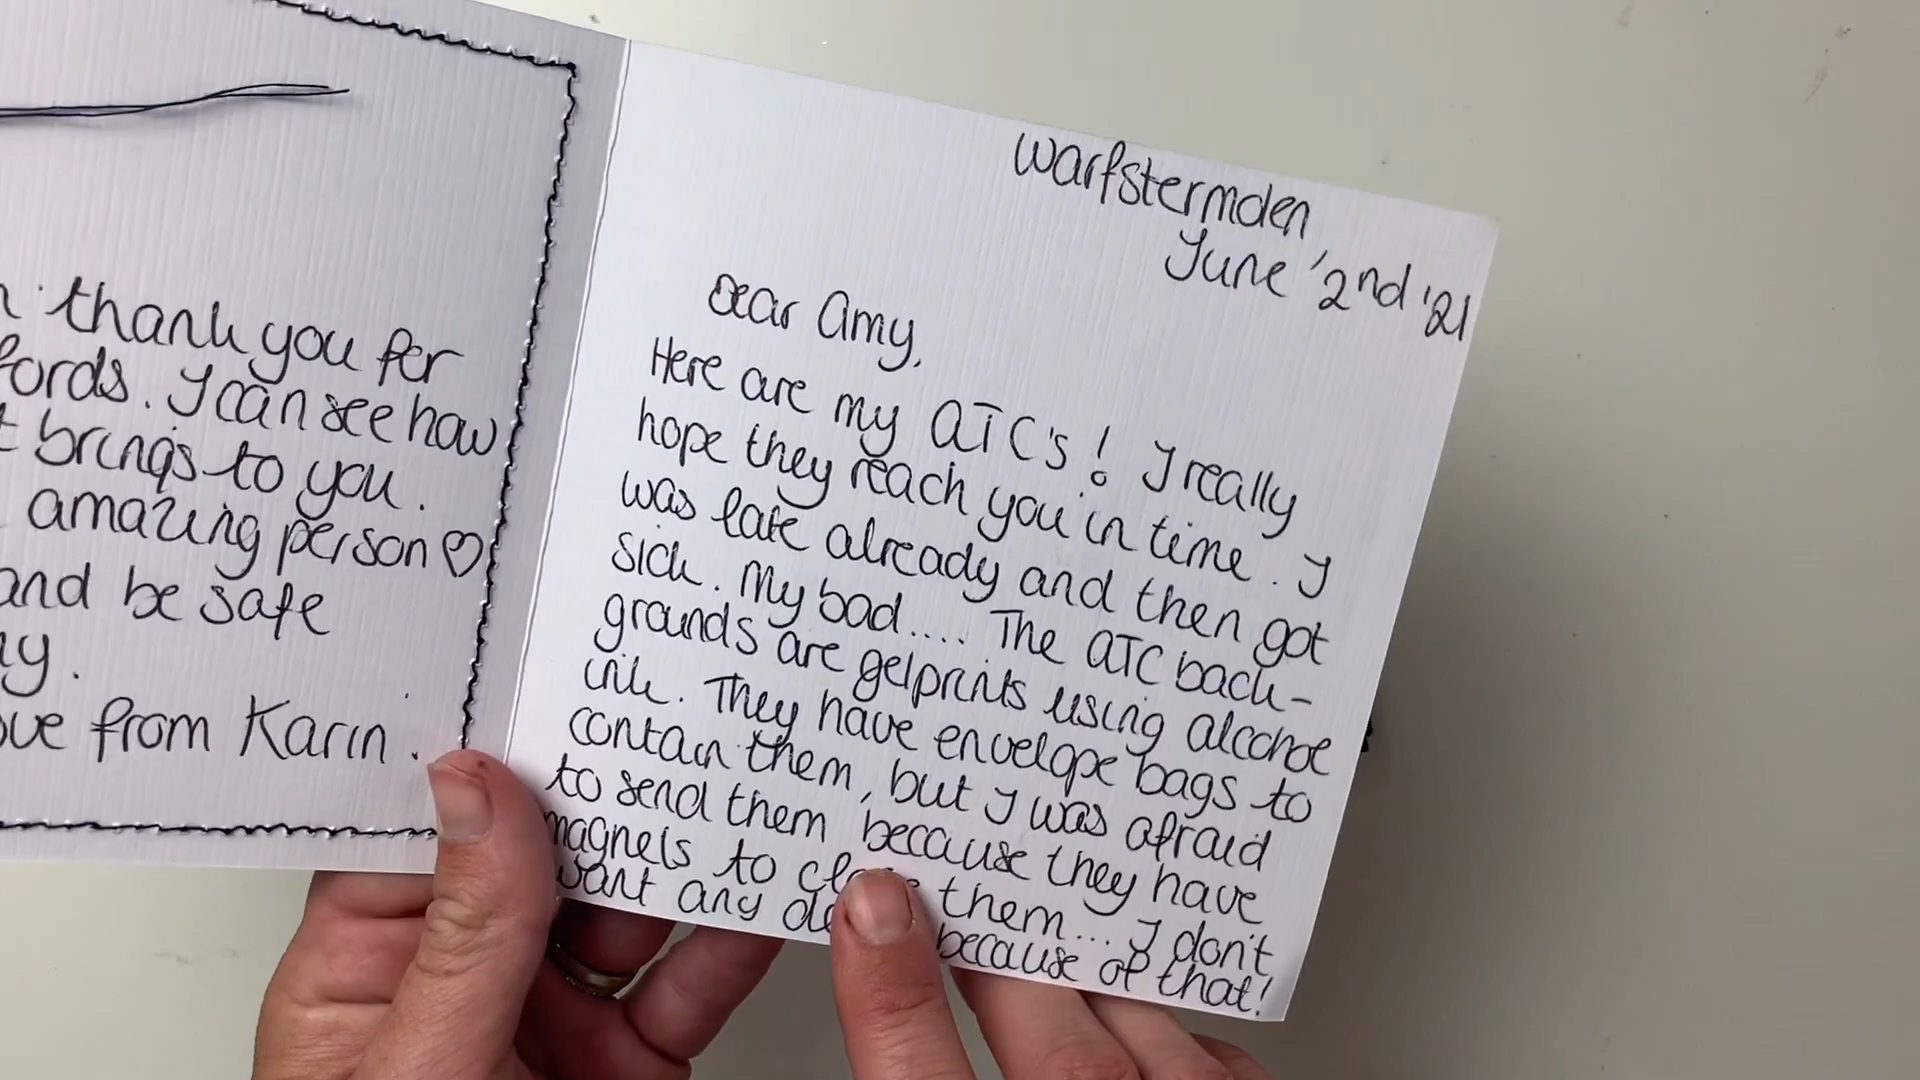 thank you for
fords. I can see how
t brings to you.
amazing person ♡
and be safe
y.
ove from Karin.
Warfstermolen,
June '2nd '21
Dear Amy,
Here are my ATC's! I really
hope they reach you in time. I
was late already and then got
sick. My bad.... The ATC back-
grounds are gelprints using alcohol
ink. They have envelope bags to
contain them, but I was afraid
to send them because they have
magnets to close them... I don't
want any because of that!